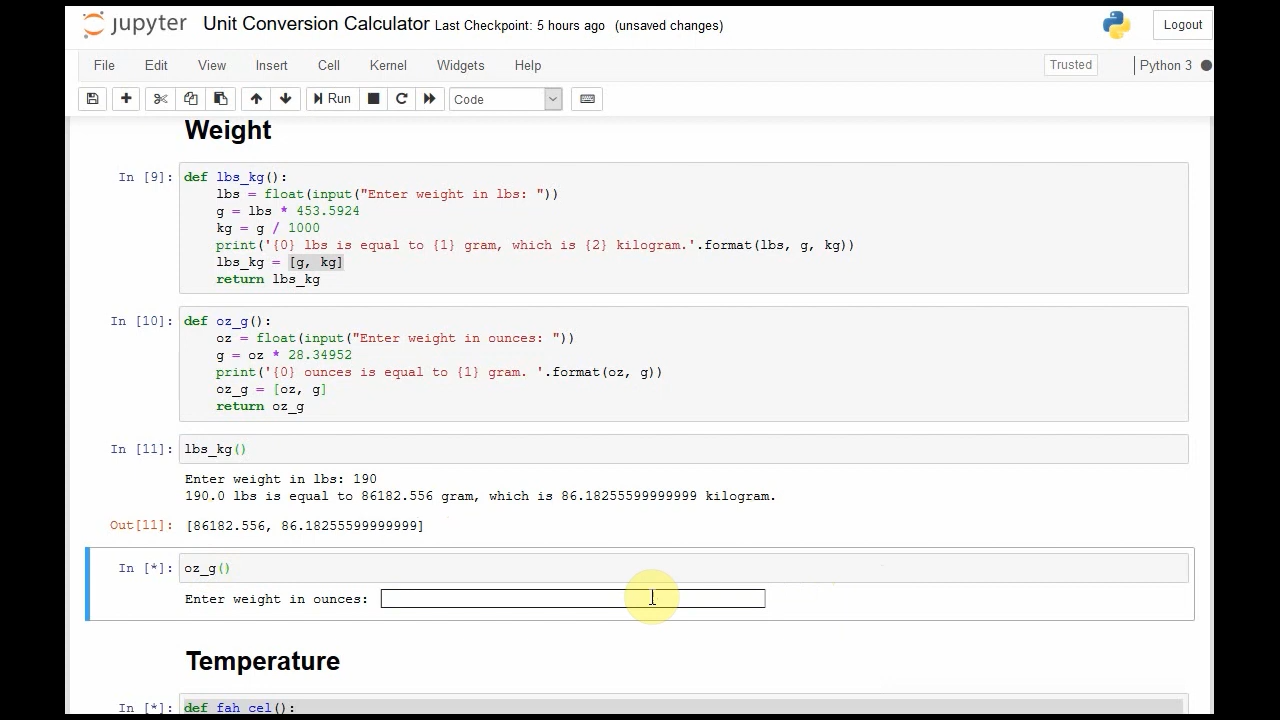 jupyter Unit Conversion Calculator Last Checkpoint: 5 hours ago (unsaved changes) Logout
File Edit View Insert Cell Kernel Widgets Help Trusted Python 3
Run Code
Weight
In [9]: def lbs_kg():
lbs = float(input("Enter weight in lbs: "))
g = lbs * 453.5924
kg = g / 1000
print('{0} lbs is equal to {1} gram, which is {2} kilogram.'.format(lbs, g, kg))
lbs_kg = [g, kg]
return lbs_kg
In [10]: def oz_g():
oz = float(input("Enter weight in ounces: "))
g = oz * 28.34952
print('{0} ounces is equal to {1} gram. '.format(oz, g))
oz_g = [oz, g]
return oz_g
In [11]: lbs_kg()
Enter weight in lbs: 190
190.0 lbs is equal to 86182.556 gram, which is 86.18255599999999 kilogram.
Out[11]: [86182.556, 86.18255599999999]
In [*]: oz_g()
Enter weight in ounces:
Temperature
In [*]: def fah_cel():